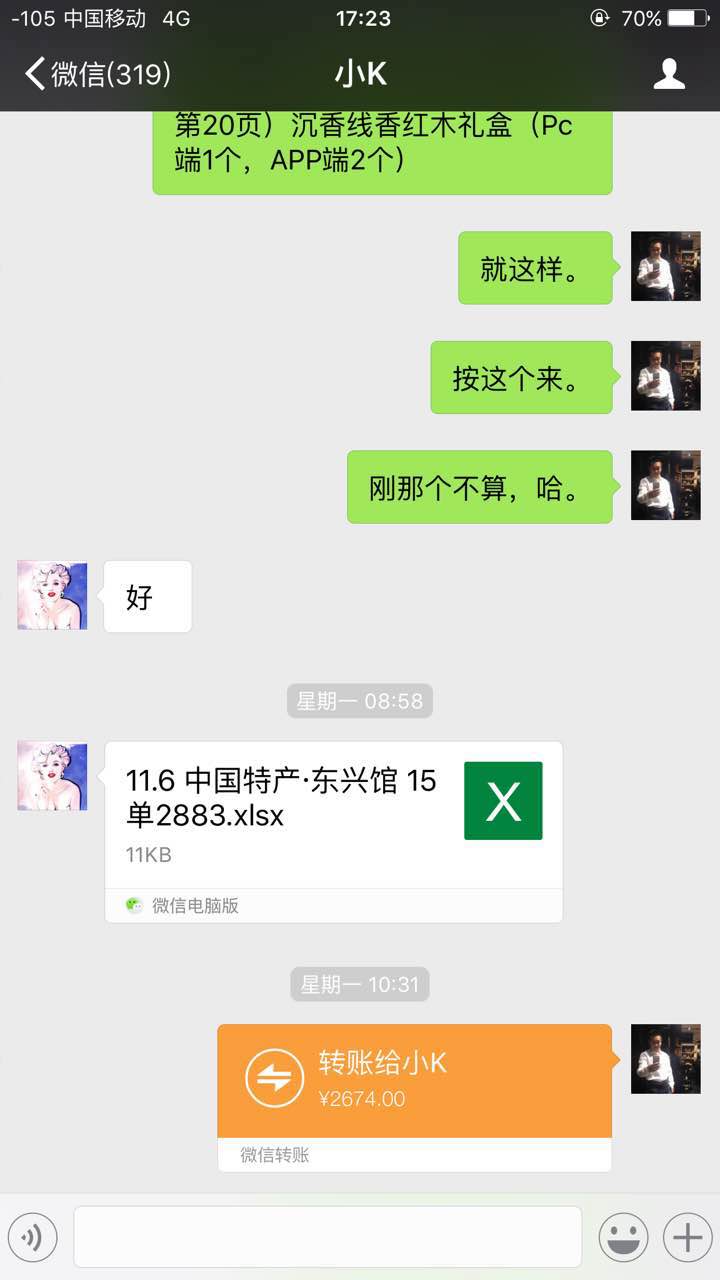 -105 中国移动 4G 17:23 70%
微信(319) 小K
第20页）沉香线香红木礼盒（Pc
端1个，APP端2个）
就这样。
按这个来。
刚那个不算，哈。
好
星期一 08:58
11.6 中国特产·东兴馆 15
单2883.xlsx
X
11KB
微信电脑版
星期一 10:31
转账给小K
¥2674.00
微信转账